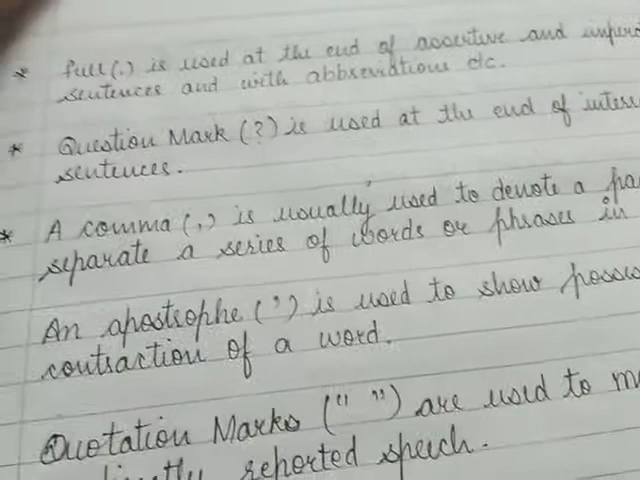 * full(.) is used at the end of assertive and
sentences and with abbreviations etc.
* Question Mark (?) is used at the end of
sentences.
* A comma (,) is usually used to denote a
separate a series of words or phrases in
An apostrophe (') is used to show
contraction of a word.
Quotation Marks (" ") are used to
reported speech.